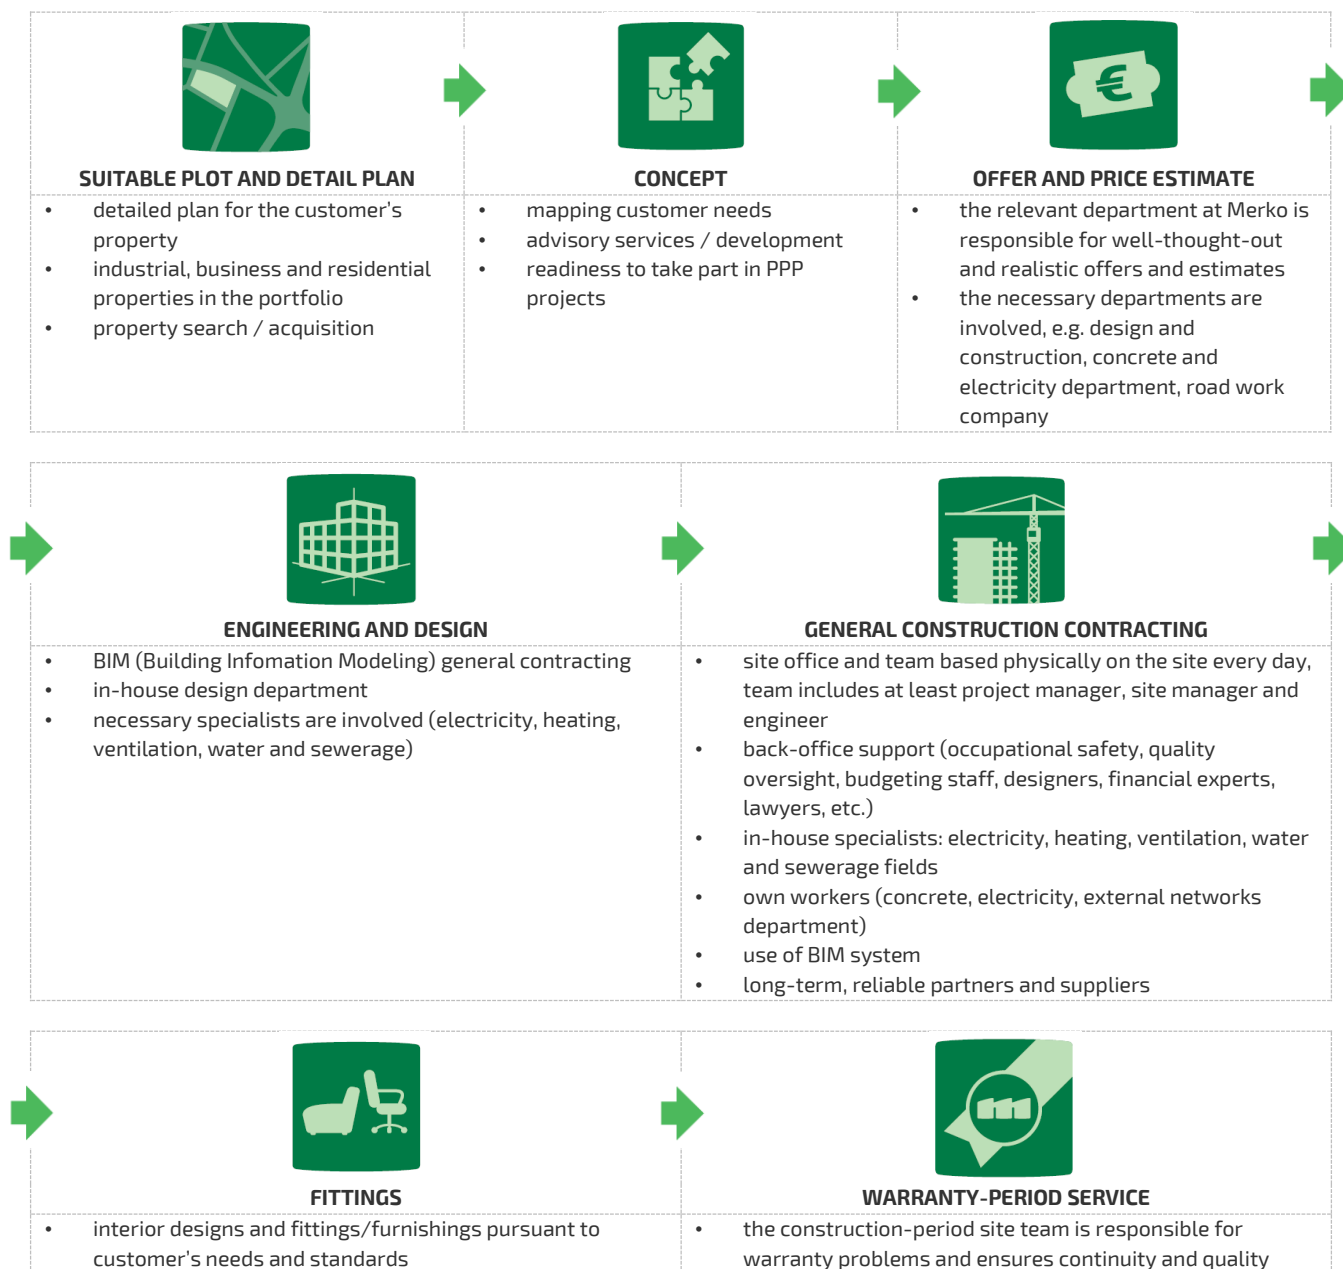 SUITABLE PLOT AND DETAIL PLAN
• detailed plan for the customer's
property
• industrial, business and residential
properties in the portfolio
• property search / acquisition
CONCEPT
• mapping customer needs
• advisory services / development
• readiness to take part in PPP
projects
€
OFFER AND PRICE ESTIMATE
• the relevant department at Merko is
responsible for well-thought-out
and realistic offers and estimates
• the necessary departments are
involved, e.g. design and
construction, concrete and
electricity department, road work
company
ENGINEERING AND DESIGN
• BIM (Building Infomation Modeling) general contracting
• in-house design department
• necessary specialists are involved (electricity, heating,
ventilation, water and sewerage)
GENERAL CONSTRUCTION CONTRACTING
• site office and team based physically on the site every day,
team includes at least project manager, site manager and
engineer
• back-office support (occupational safety, quality
oversight, budgeting staff, designers, financial experts,
lawyers, etc.)
• in-house specialists: electricity, heating, ventilation, water
and sewerage fields
• own workers (concrete, electricity, external networks
department)
• use of BIM system
• long-term, reliable partners and suppliers
FITTINGS
• interior designs and fittings/furnishings pursuant to
customer's needs and standards
WARRANTY-PERIOD SERVICE
• the construction-period site team is responsible for
warranty problems and ensures continuity and quality